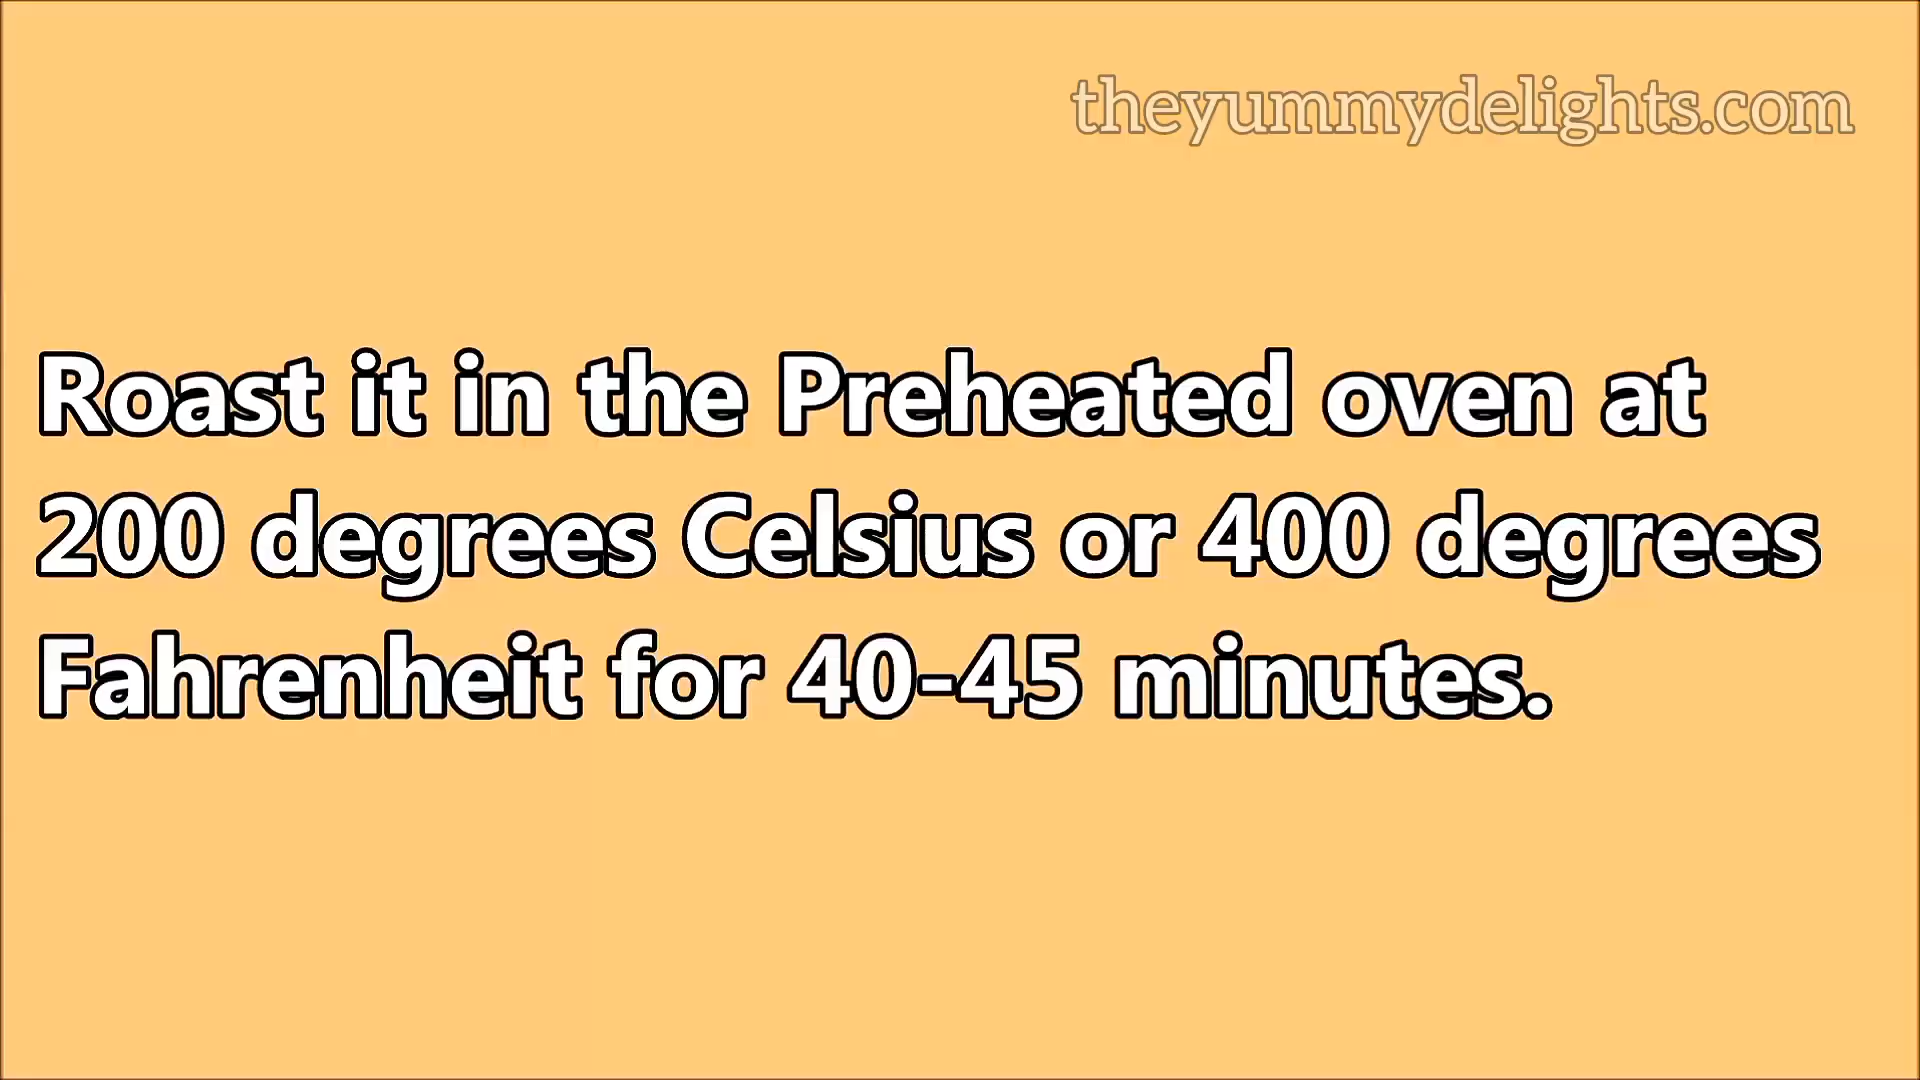 theyummydelights.com
Roast it in the Preheated oven at
200 degrees Celsius or 400 degrees
Fahrenheit for 40-45 minutes.